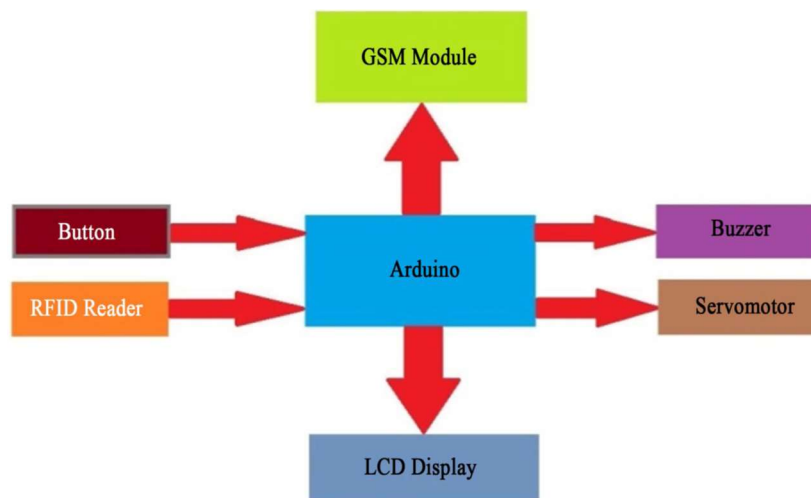 GSM Module
Button
Buzzer
Arduino
RFID Reader
Servomotor
LCD Display